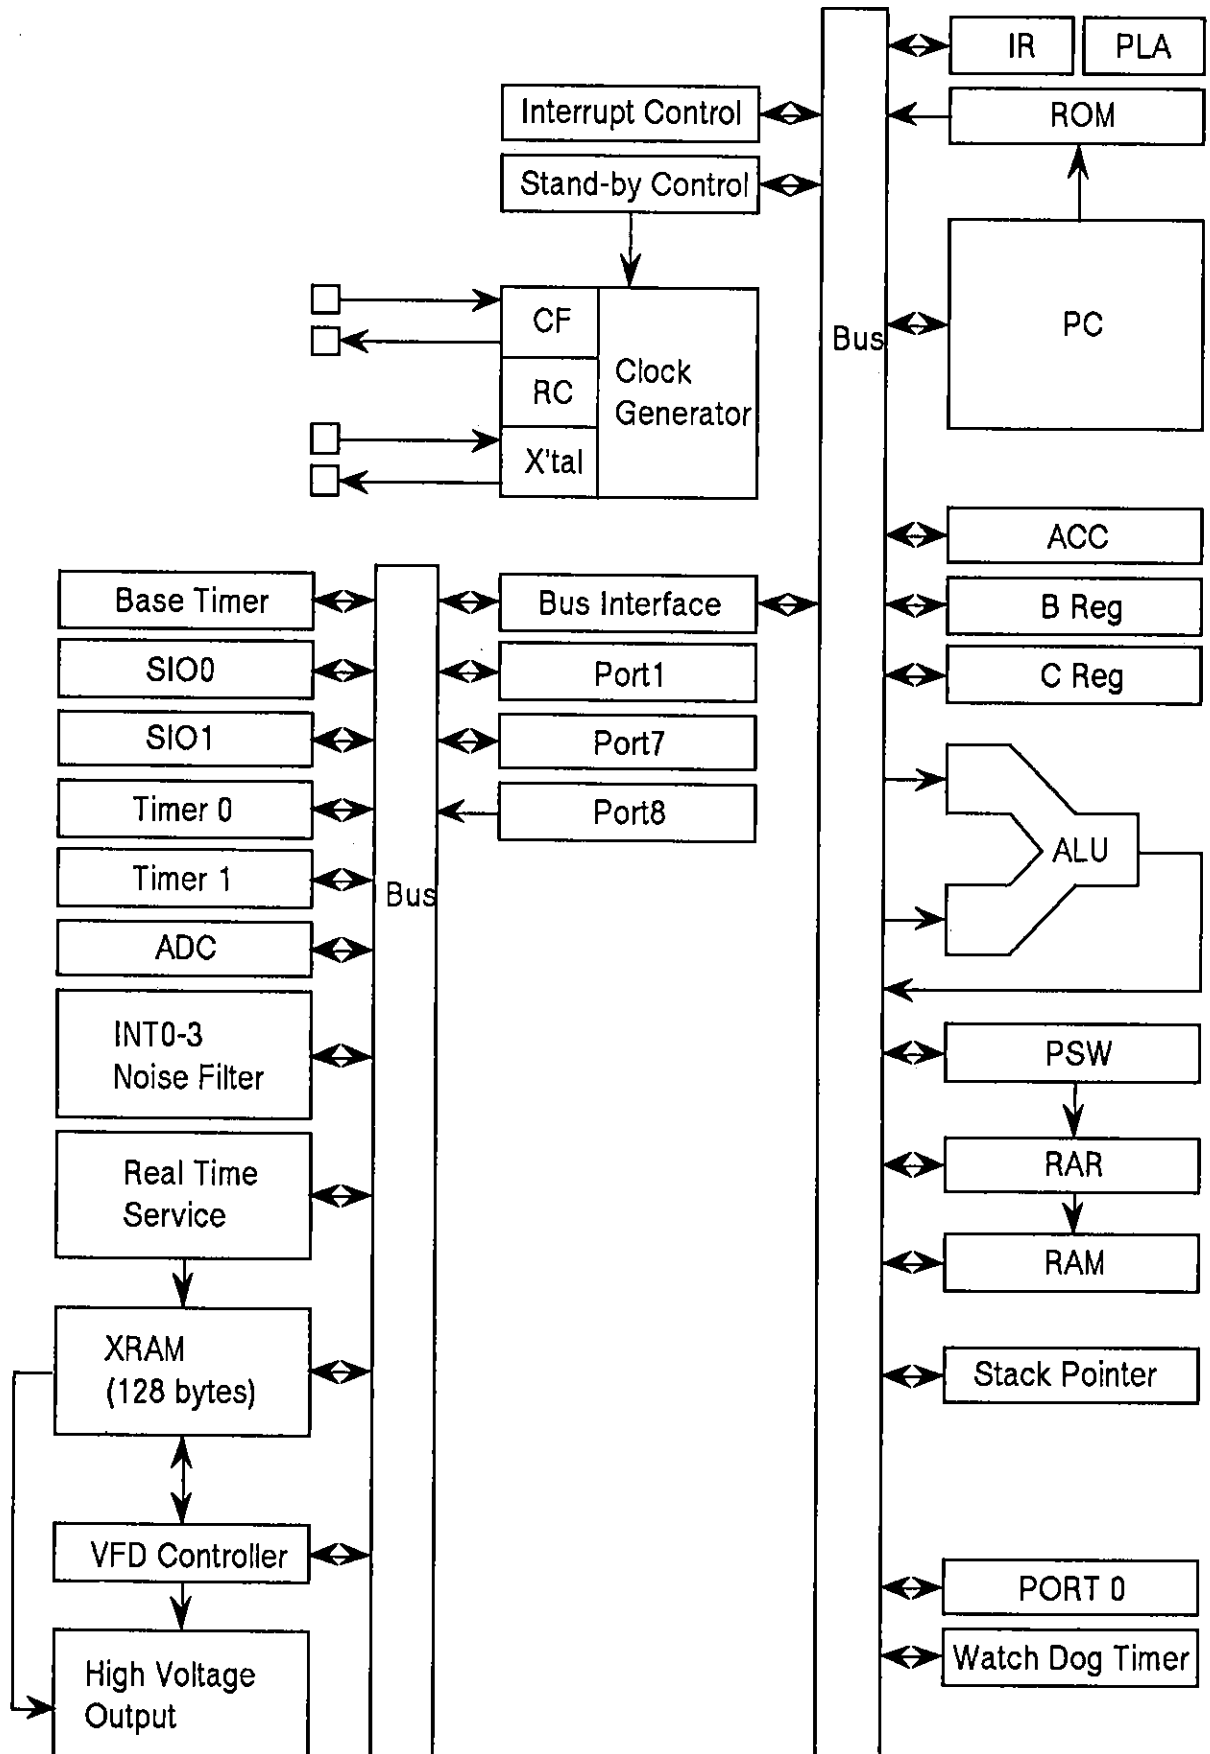 IR
PLA
Interrupt Control
ROM
Stand-by Control
CF
RC
X'tal
Clock
Generator
Bus
PC
ACC
Base Timer
Bus Interface
B Reg
SIO0
Port1
C Reg
SIO1
Port7
Timer 0
Port8
ALU
Timer 1
Bus
ADC
INT0-3
Noise Filter
PSW
Real Time
Service
RAR
RAM
XRAM
(128 bytes)
Stack Pointer
VFD Controller
PORT 0
High Voltage
Output
Watch Dog Timer